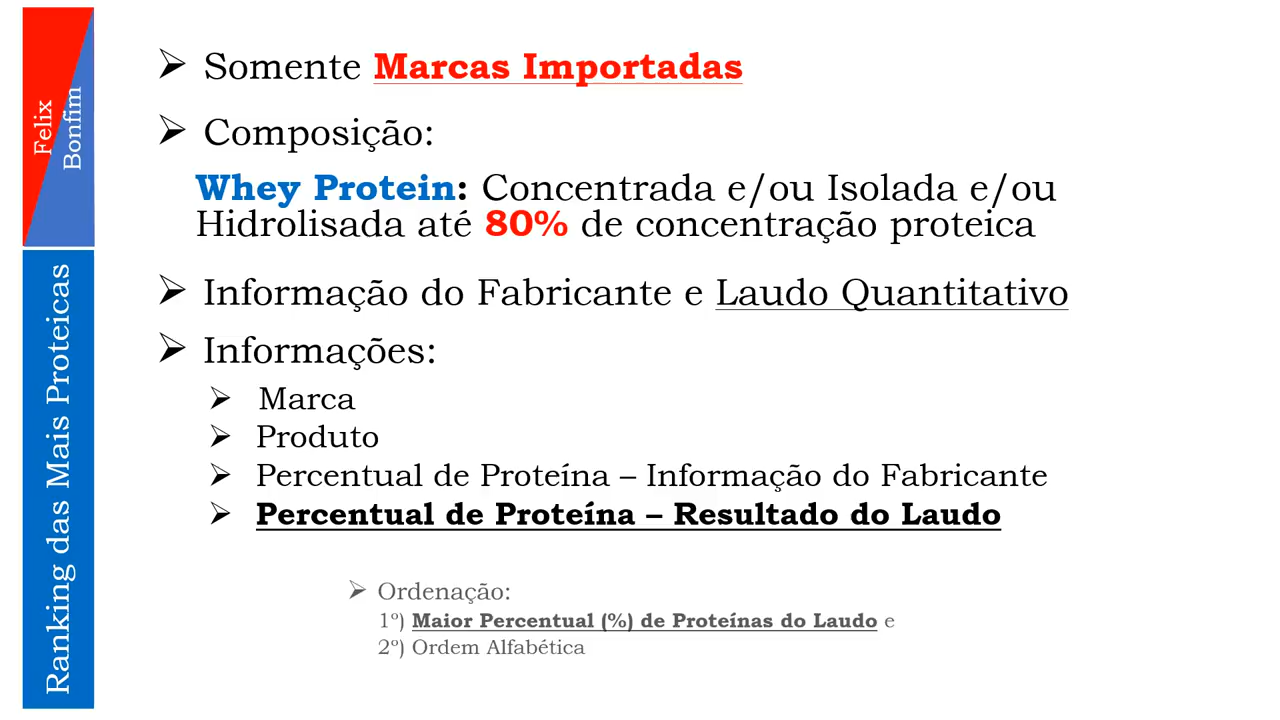 Felix
Bonfim
Ranking das Mais Proteicas
➢ Somente Marcas Importadas
➢ Composição:
Whey Protein: Concentrada e/ou Isolada e/ou
Hidrolisada até 80% de concentração proteica
➢ Informação do Fabricante e Laudo Quantitativo
➢ Informações:
➢ Marca
➢ Produto
➢ Percentual de Proteína – Informação do Fabricante
➢ Percentual de Proteína – Resultado do Laudo
➢ Ordenação:
1º) Maior Percentual (%) de Proteínas do Laudo e
2º) Ordem Alfabética